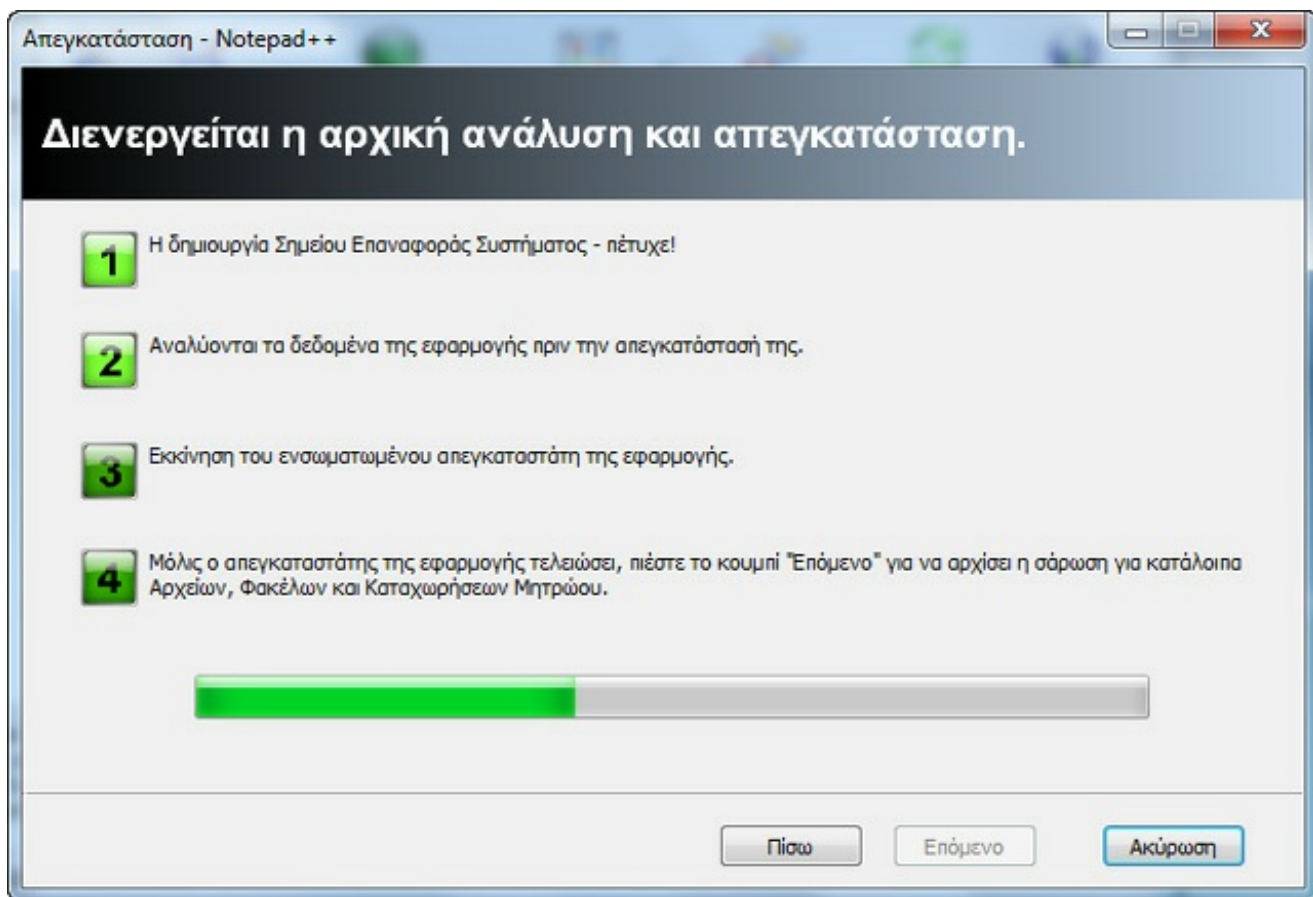 Απεγκατάσταση - Notepad++
Διενεργείται η αρχική ανάλυση και απεγκατάσταση.
1
Η δημιουργία Σημείου Επαναφοράς Συστήματος - πέτυχε!
2
Αναλύονται τα δεδομένα της εφαρμογής πριν την απεγκατάστασή της.
3
Εκκίνηση του ενσωματωμένου απεγκαταστάτη της εφαρμογής.
4
Μόλις ο απεγκαταστάτης της εφαρμογής τελειώσει, πιέστε το κουμπί "Επόμενο" για να αρχίσει η σάρωση για κατάλοιπα
Αρχείων, Φακέλων και Καταχωρήσεων Μητρώου.
Πίσω
Επόμενο
Ακύρωση